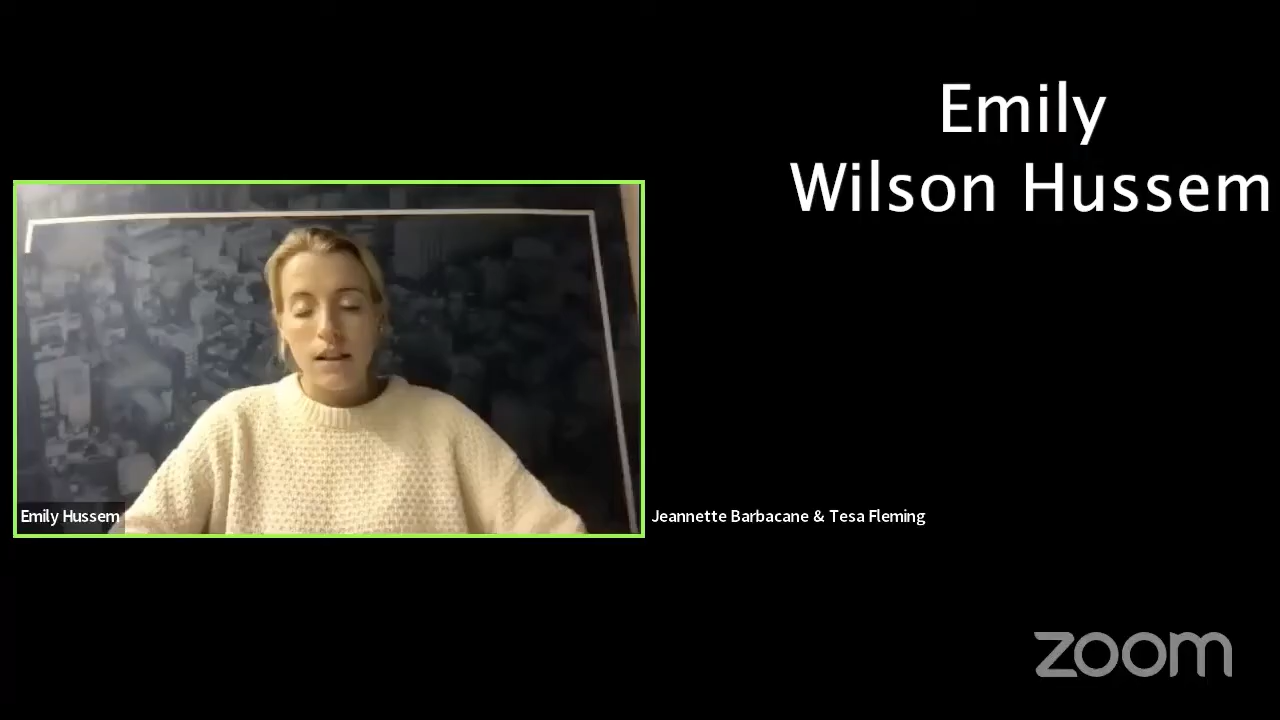 Emily
Wilson Hussem
Emily Hussem
Jeannette Barbacane & Tesa Fleming
zoom